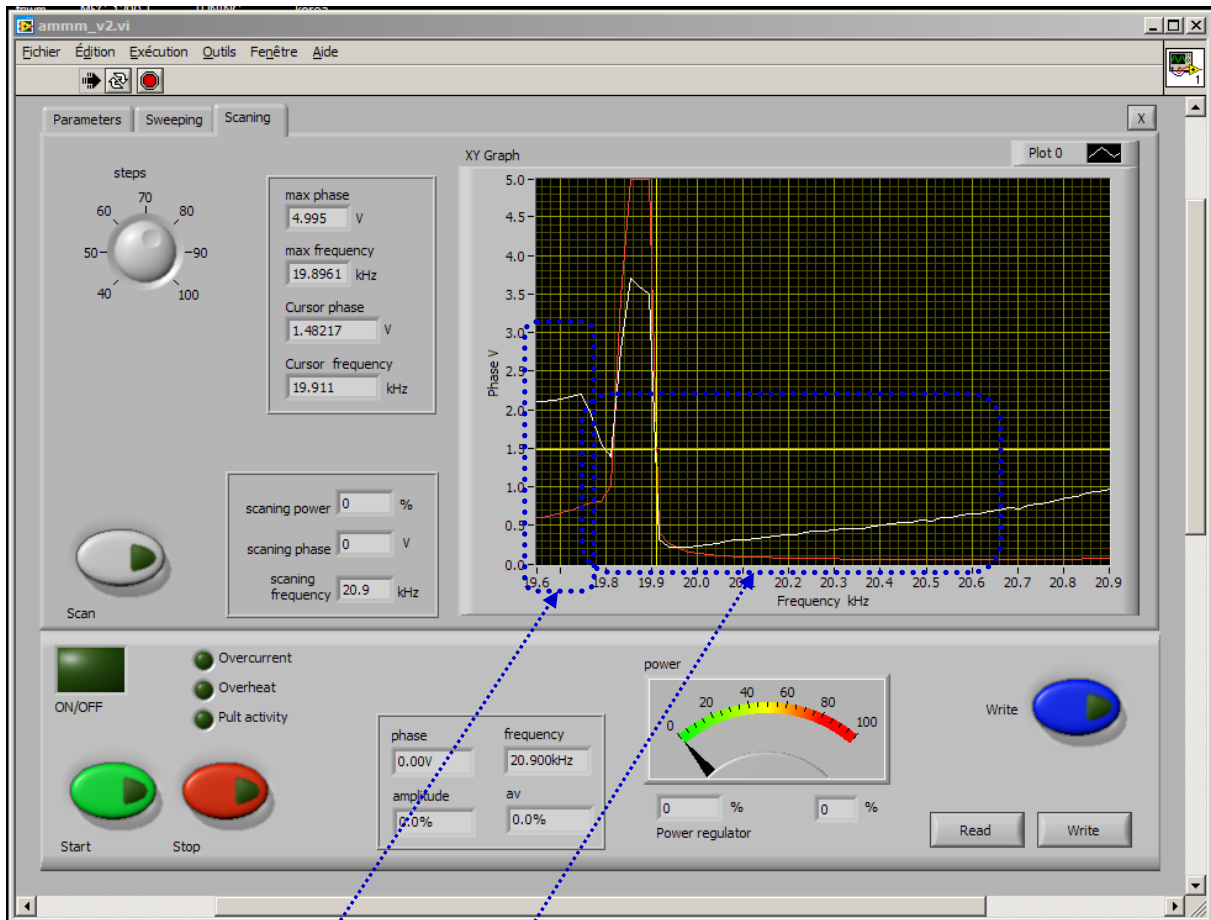 ammm_v2.vi
Fichier Édition Exécution Outils Fenêtre Aide
1
Parameters Sweeping Scaning
X
steps
40 50 60 70 80 90 100
max phase
4.995 V
max frequency
19.8961 kHz
Cursor phase
1.48217 V
Cursor frequency
19.911 kHz
scaning power 0 %
scaning phase 0 V
scaning
frequency 20.9 kHz
Scan
XY Graph
Plot 0
Phase V
5.0
4.5
4.0
3.5
3.0
2.5
2.0
1.5
1.0
0.5
0.0
19.6 19.8 19.9 20.0 20.1 20.2 20.3 20.4 20.5 20.6 20.7 20.8 20.9
Frequency kHz
ON/OFF
Overcurrent
Overheat
Pult activity
Start Stop
phase frequency
0.00V 20.900kHz
amplitude av
0.0% 0.0%
power
0 20 40 60 80 100
0 % 0 %
Power regulator
Write
Read Write